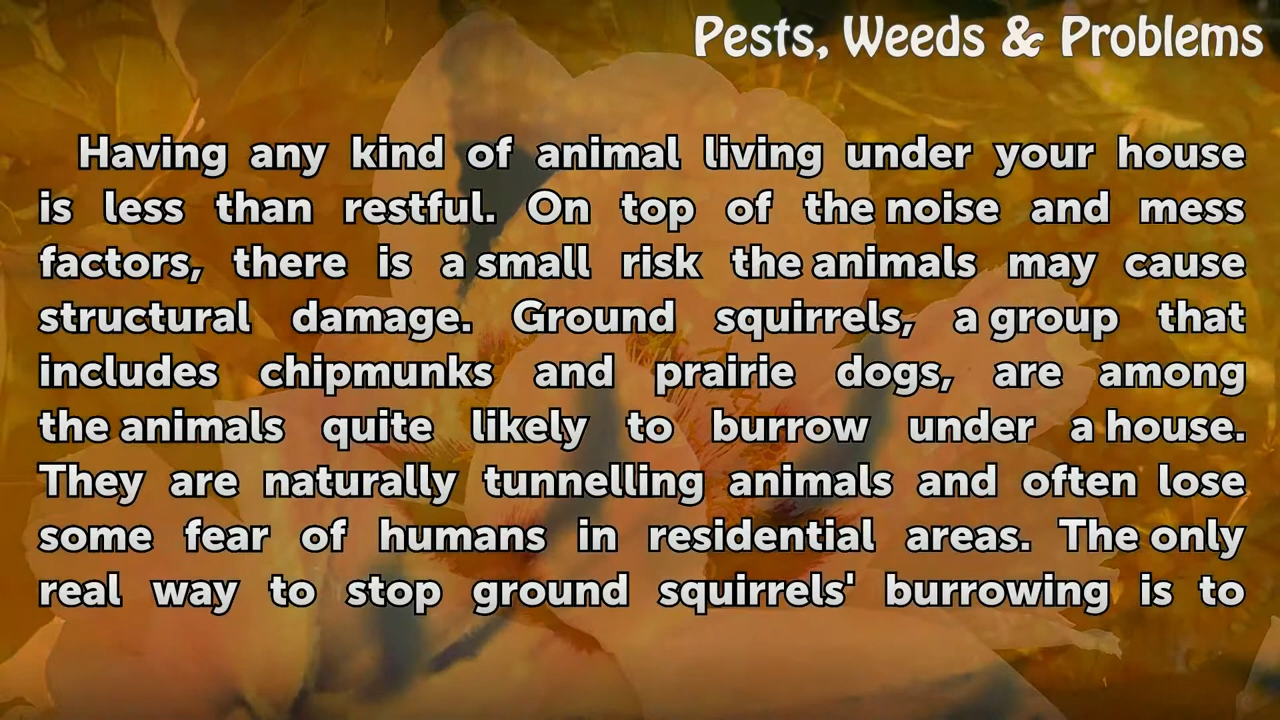 Pests, Weeds & Problems
Having any kind of animal living under your house
is less than restful. On top of the noise and mess
factors, there is a small risk the animals may cause
structural damage. Ground squirrels, a group that
includes chipmunks and prairie dogs, are among
the animals quite likely to burrow under a house.
They are naturally tunnelling animals and often lose
some fear of humans in residential areas. The only
real way to stop ground squirrels' burrowing is to